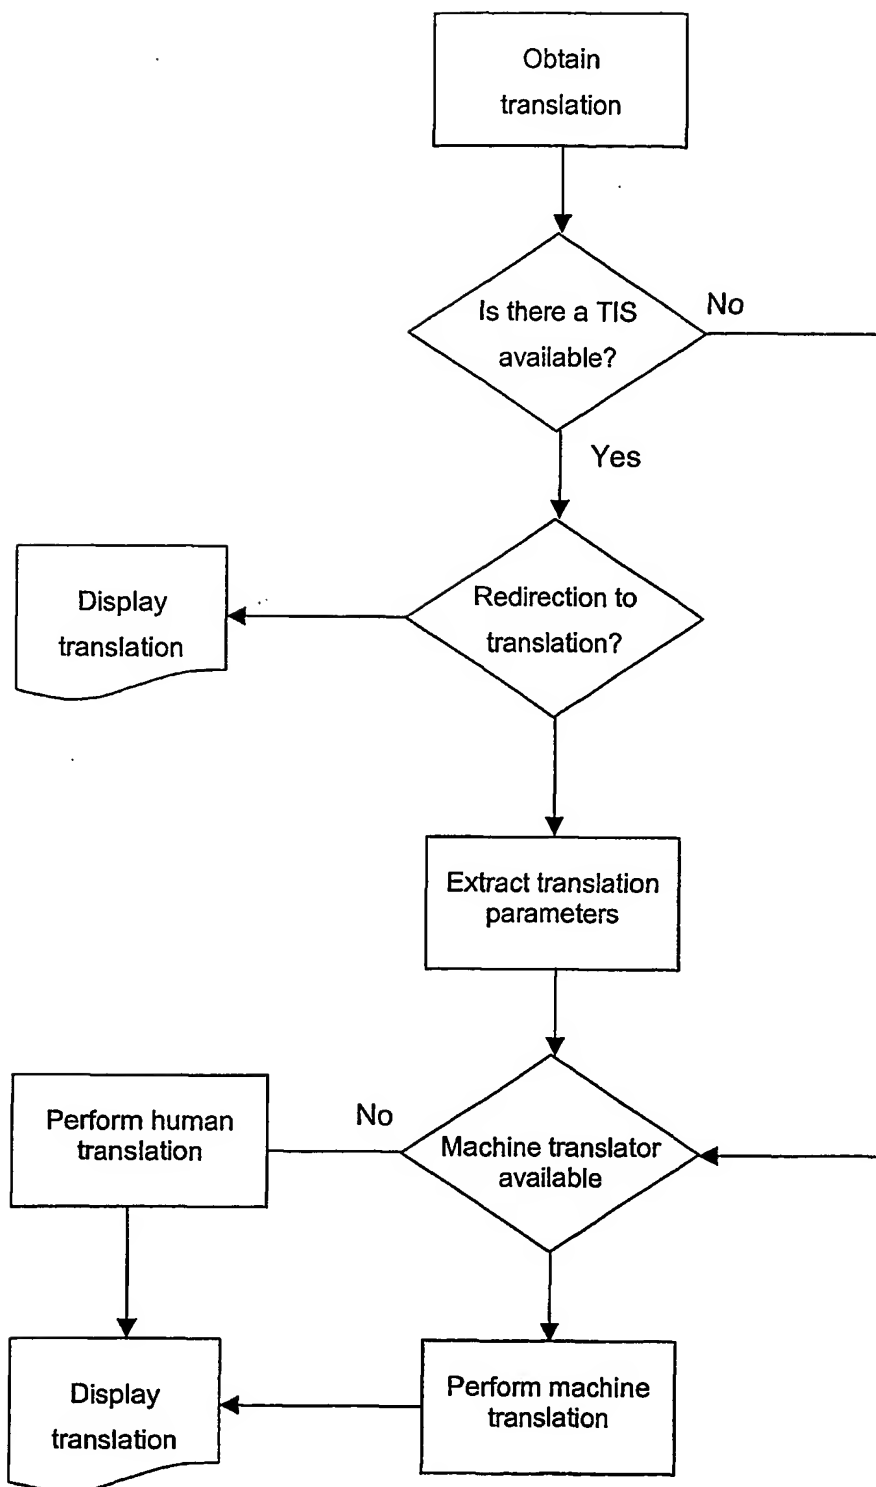 Obtain
translation
Is there a TIS
available?
No
Yes
Redirection to
translation?
Display
translation
Extract translation
parameters
Perform human
translation
No
Machine translator
available
Perform machine
translation
Display
translation